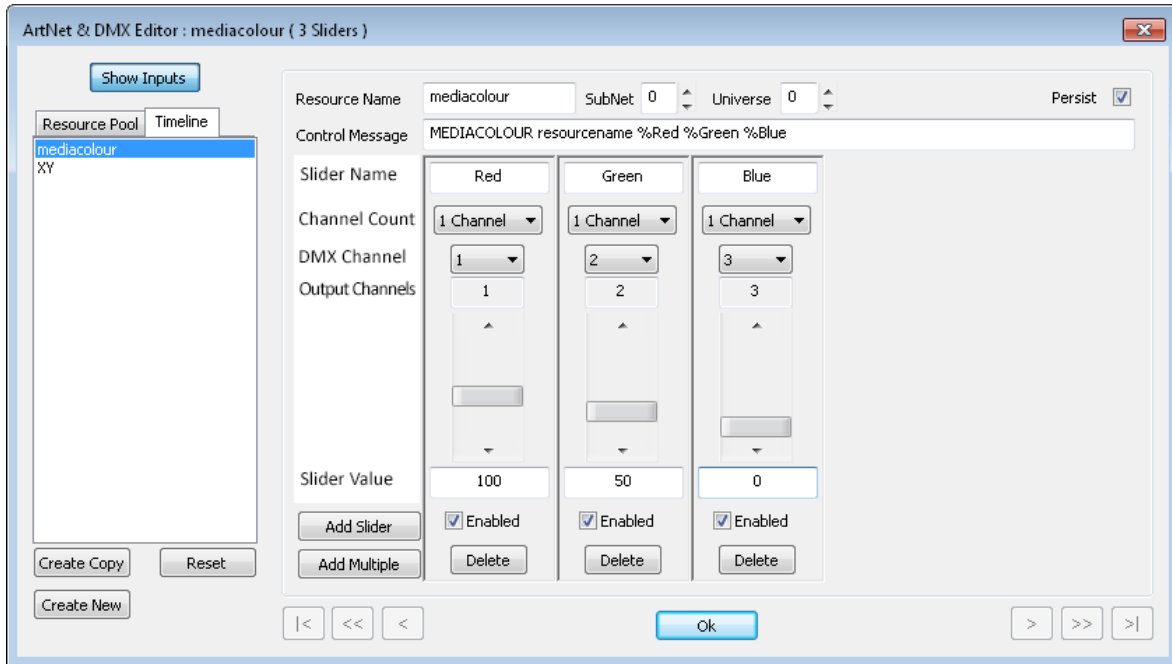 ArtNet & DMX Editor : mediacolour ( 3 Sliders )
Show Inputs
Resource Pool Timeline
mediacolour
XY
Create Copy Reset
Create New
Resource Name mediacolour SubNet 0 Universe 0 Persist
Control Message MEDIACOLOUR resourcename %Red %Green %Blue
Slider Name Red Green Blue
Channel Count 1 Channel 1 Channel 1 Channel
DMX Channel 1 2 3
Output Channels 1 2 3
Slider Value 100 50 0
Add Slider Enabled Enabled Enabled
Add Multiple Delete Delete Delete
|< << < Ok > >> >|